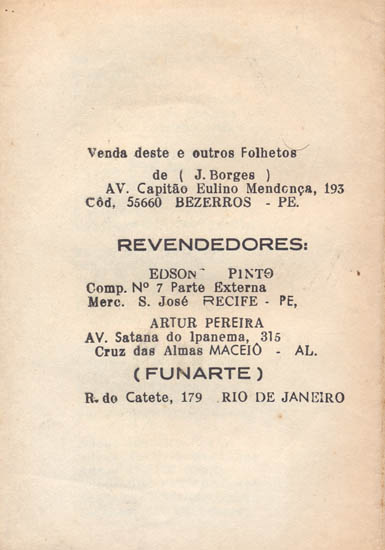 Venda deste e outros Folhetos
de ( J. Borges )
AV. Capitão Eulino Mendonça, 193
Côd. 55660 BEZERROS - PE.
REVENDEDORES:
EDSON PINTO
Comp. Nº 7 Parte Externa
Merc. S. José RECIFE - PE,
ARTUR PEREIRA
AV. Satana do Ipanema, 315
Cruz das Almas MACEIÓ - AL.
(FUNARTE)
R. do Catete, 179 RIO DE JANEIRO